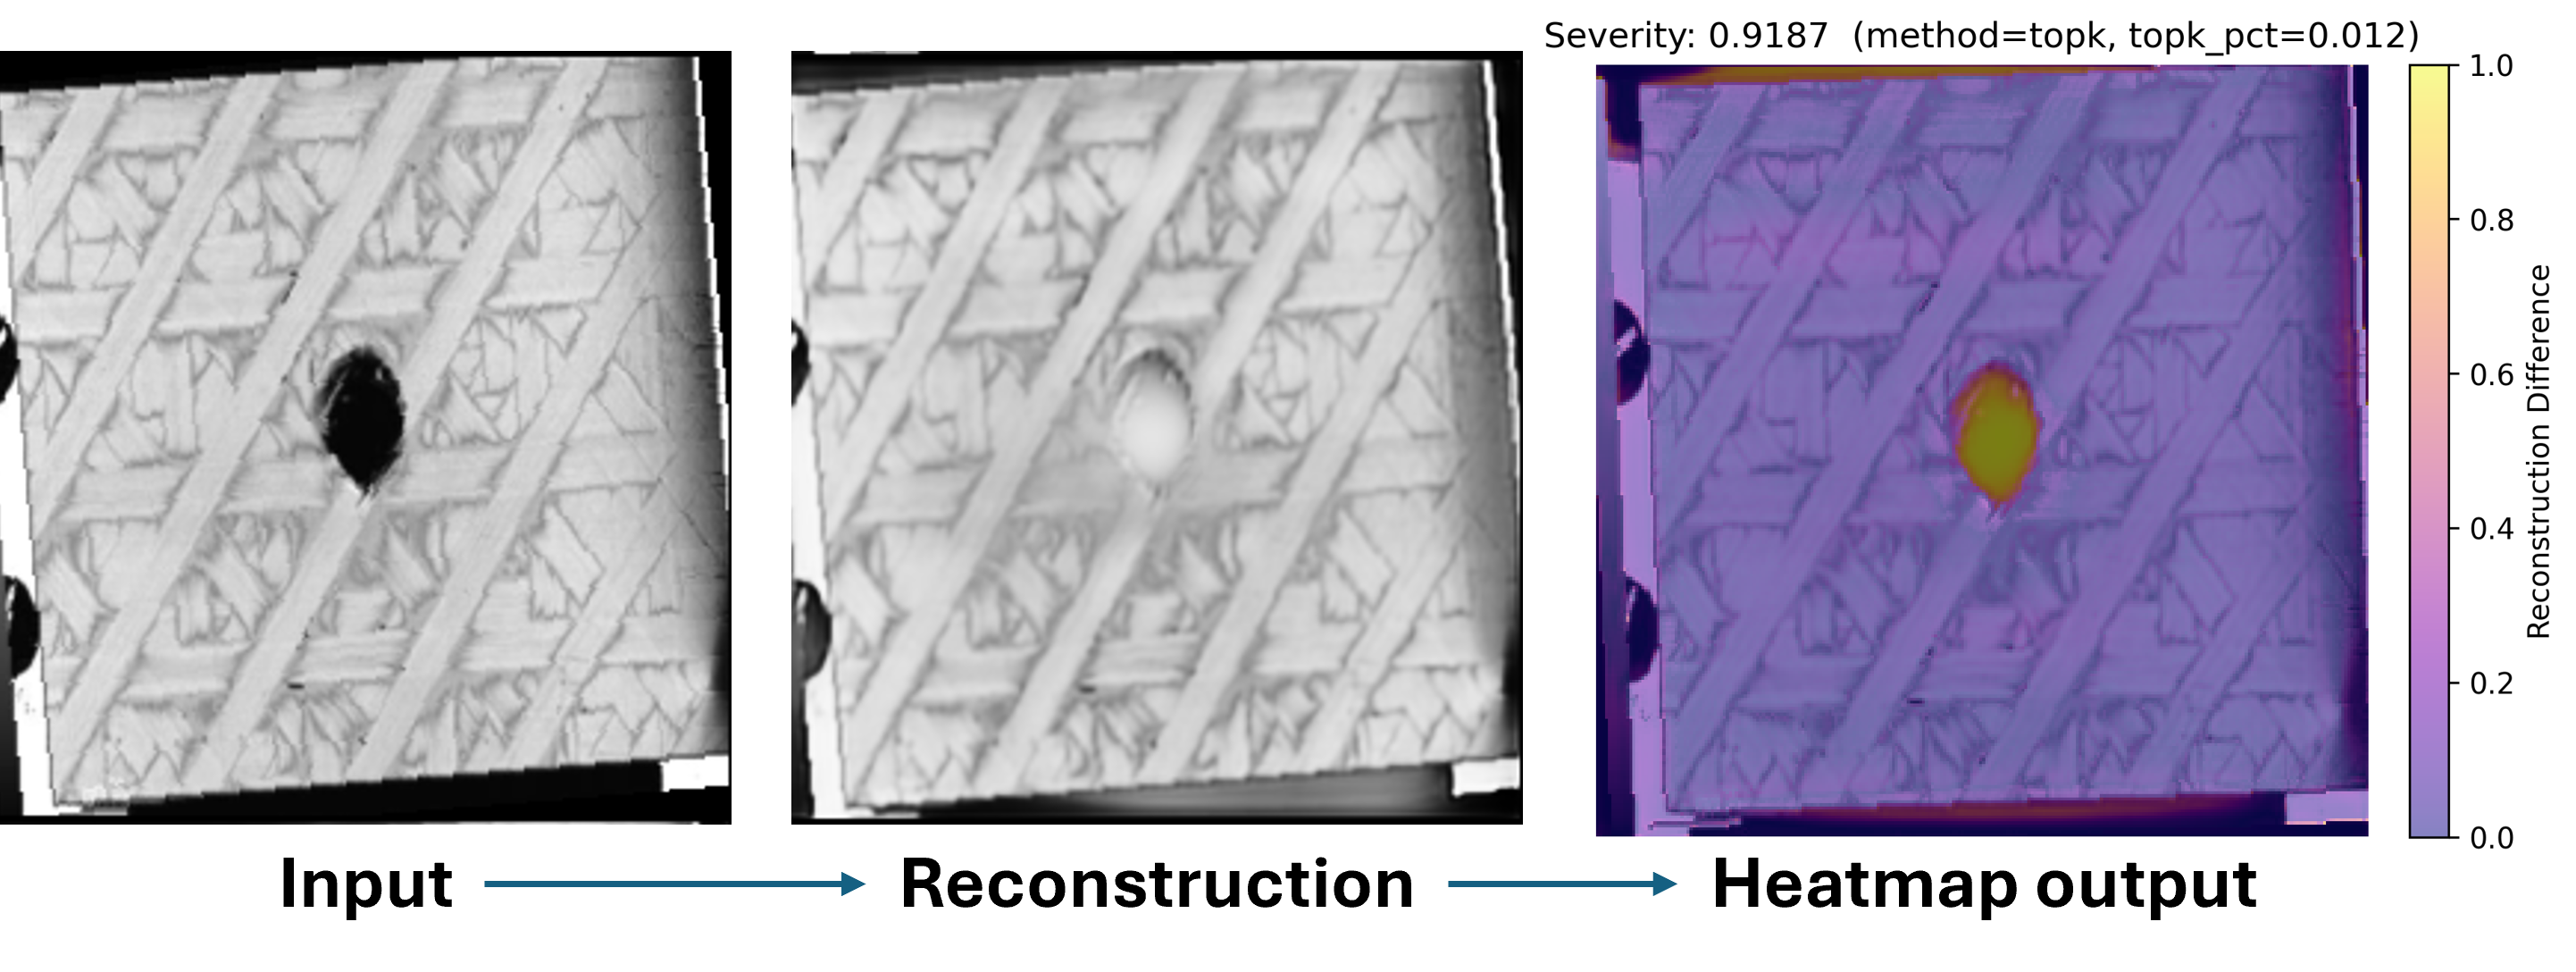 Severity: 0.9187  (method=topk, topk_pct=0.012)
1.0
0.8
0.6
0.4
0.2
0.0
Reconstruction Difference
Input
Reconstruction
Heatmap output